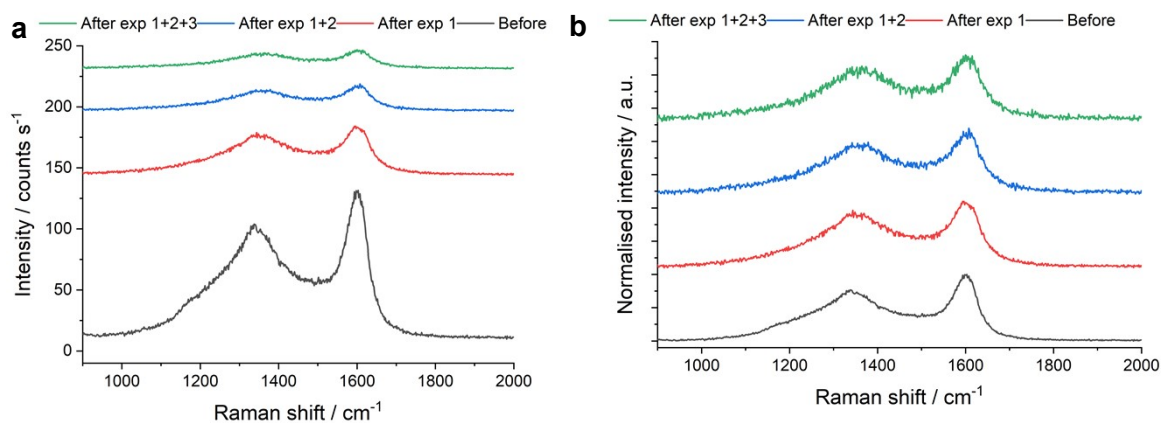 a
After exp 1+2+3 After exp 1+2 After exp 1 Before
250
200
150
100
50
0
Intensity / counts s-1
1000 1200 1400 1600 1800 2000
Raman shift / cm-1
b
After exp 1+2+3 After exp 1+2 After exp 1 Before
Normalised intensity / a.u.
1000 1200 1400 1600 1800 2000
Raman shift / cm-1